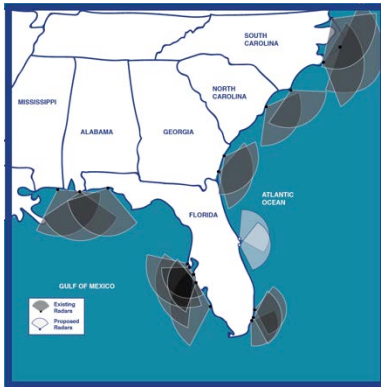 SOUTH
CAROLINA
NORTH
CAROLINA
MISSISSIPPI
ALABAMA
GEORGIA
ATLANTIC
OCEAN
FLORIDA
GULF OF MEXICO
Existing
Radars
Proposed
Radars